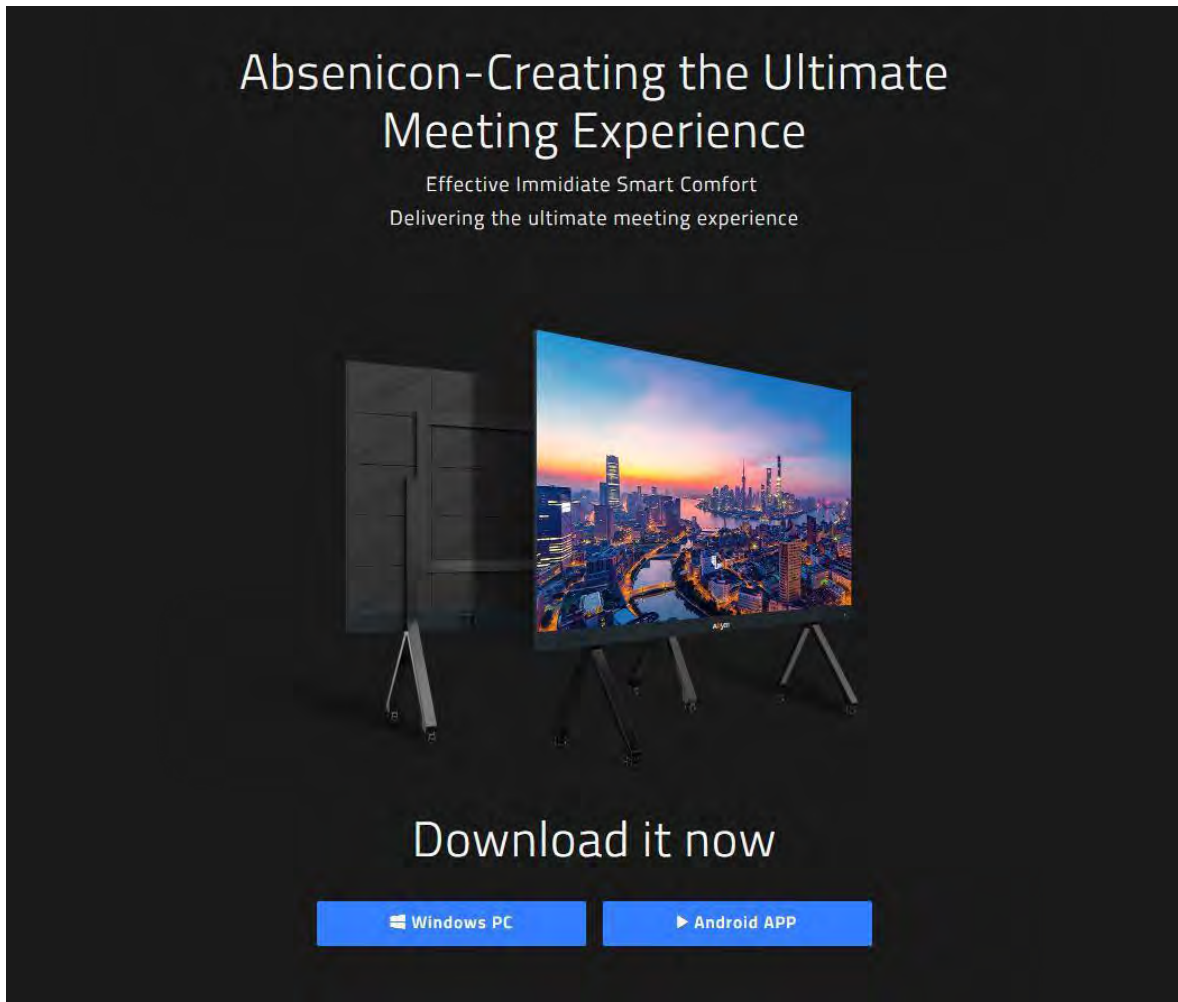 Absenicon-Creating the Ultimate
Meeting Experience
Effective Immidiate Smart Comfort
Delivering the ultimate meeting experience
Download it now
Windows PC
Android APP